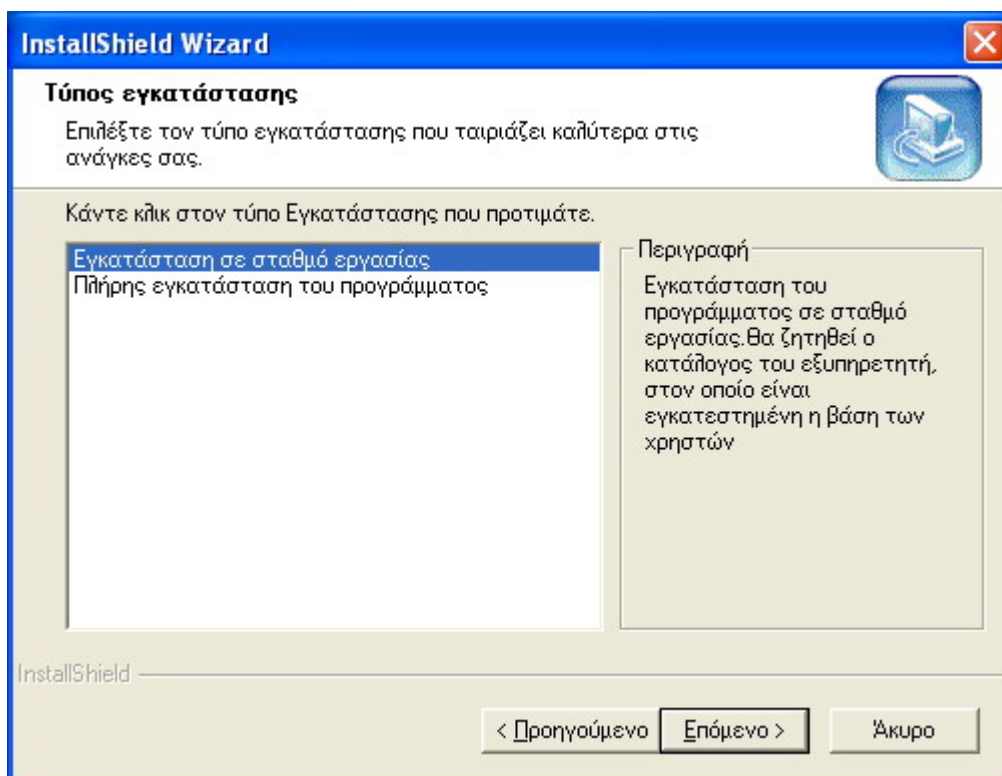 InstallShield Wizard
Τύπος εγκατάστασης
Επιλέξτε τον τύπο εγκατάστασης που ταιριάζει καλύτερα στις
ανάγκες σας.
Κάντε κλικ στον τύπο Εγκατάστασης που προτιμάτε.
Εγκατάσταση σε σταθμό εργασίας
Πλήρης εγκατάσταση του προγράμματος
Περιγραφή
Εγκατάσταση του
προγράμματος σε σταθμό
εργασίας.Θα ζητηθεί ο
κατάλογος του εξυπηρετητή,
στον οποίο είναι
εγκατεστημένη η βάση των
χρηστών
InstallShield
< Προηγούμενο Επόμενο > Άκυρο